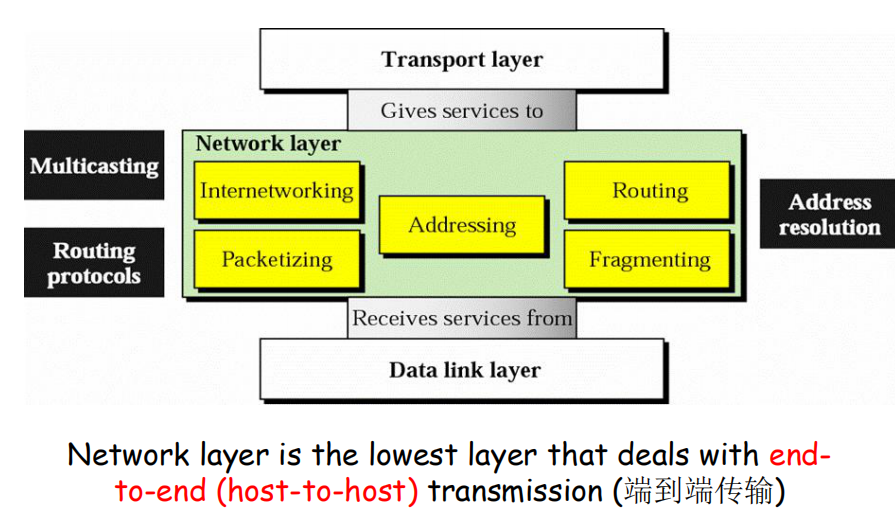 Transport layer
Gives services to
Network layer
Multicasting
Internetworking
Routing
Addressing
Address
resolution
Routing
protocols
Packetizing
Fragmenting
Receives services from
Data link layer
Network layer is the lowest layer that deals with end-
to-end (host-to-host) transmission (端到端传输)